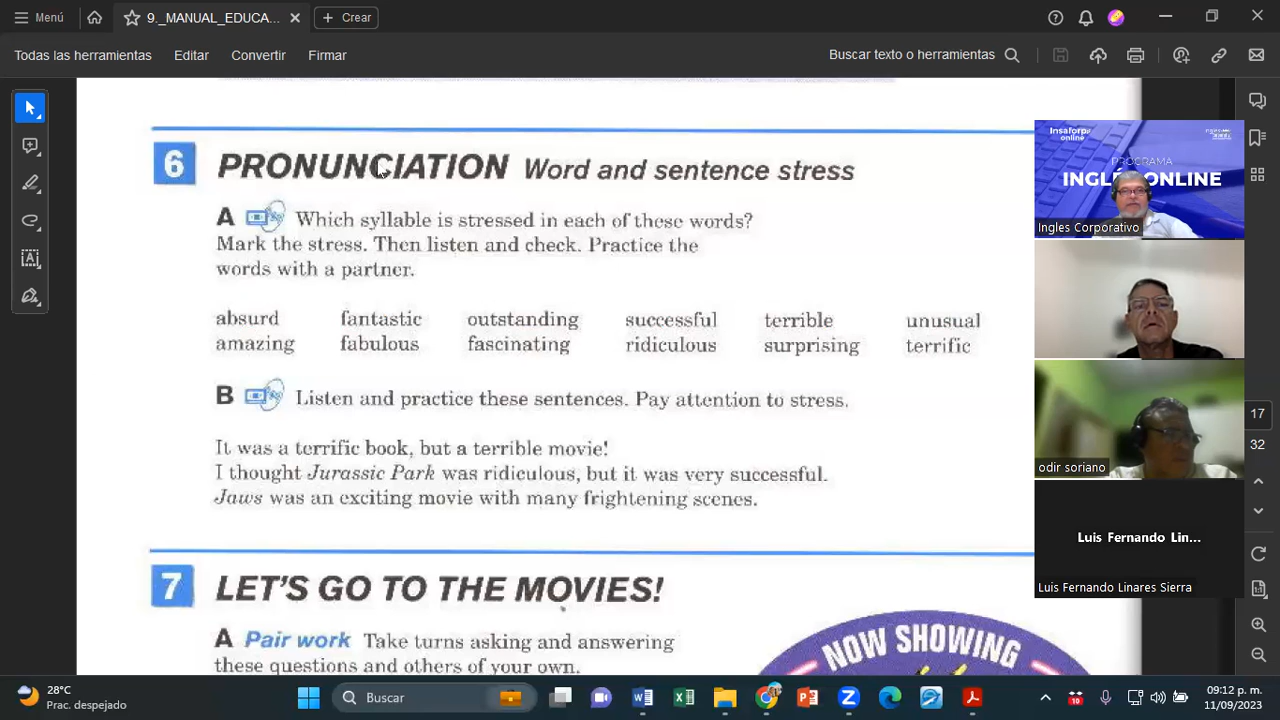 Menú
9._MANUAL_EDUCA...
Crear
Todas las herramientas
Editar
Convertir
Firmar
Buscar texto o herramientas
6 PRONUNCIATION Word and sentence stress
A Which syllable is stressed in each of these words?
Mark the stress. Then listen and check. Practice the
words with a partner.
absurd fantastic outstanding successful terrible unusual
amazing fabulous fascinating ridiculous surprising terrific
B Listen and practice these sentences. Pay attention to stress.
It was a terrific book, but a terrible movie!
I thought Jurassic Park was ridiculous, but it was very successful.
Jaws was an exciting movie with many frightening scenes.
7 LET'S GO TO THE MOVIES!
A Pair work Take turns asking and answering
these questions and others of your own.
NOW SHOWING
Insaforp
online
PROGRAMA
INGLÉS ONLINE
Ingles Corporativo
odir soriano
Luis Fernando Lin...
Luis Fernando Linares Sierra
17
32
28°C
Prac. despejado
Buscar
10
09:12 p. m.
11/09/2023